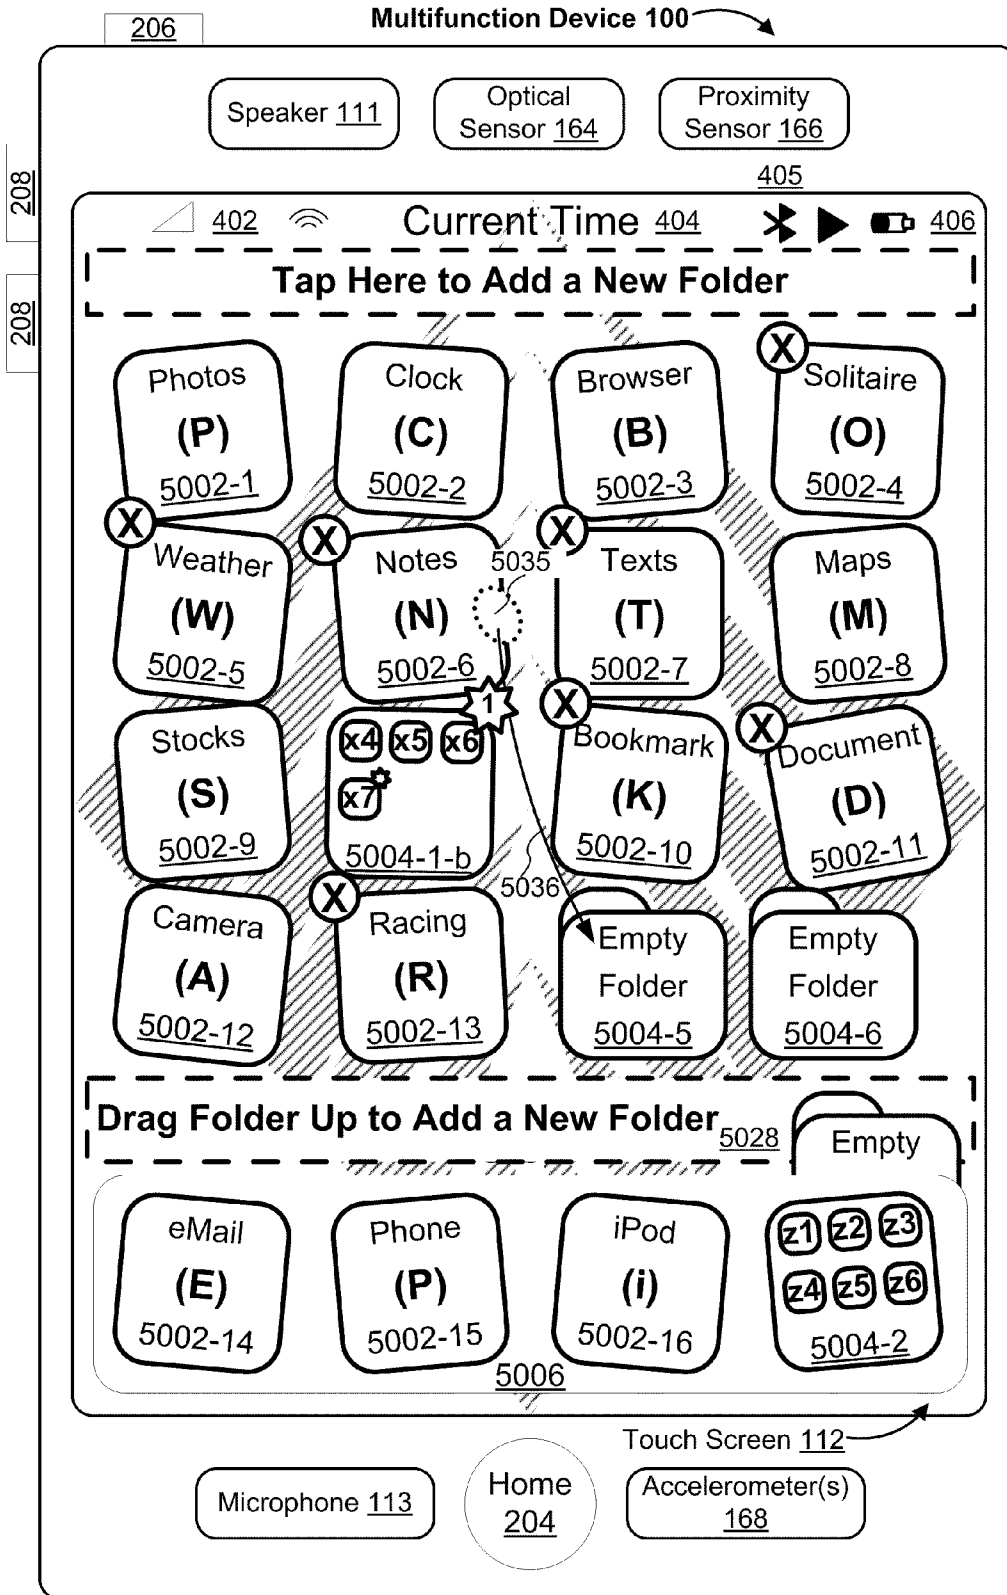 206
Multifunction Device 100
Speaker 111
Optical
Sensor 164
Proximity
Sensor 166
208
208
402
Current Time 404
405
406
Tap Here to Add a New Folder
Photos
(P)
5002-1
Clock
(C)
5002-2
Browser
(B)
5002-3
X
Solitaire
(O)
5002-4
X
Weather
(W)
5002-5
X
Notes
(N)
5002-6
5035
X
Texts
(T)
5002-7
Maps
(M)
5002-8
Stocks
(S)
5002-9
1
x4 x5 x6
x7
5004-1-b
X
Bookmark
(K)
5002-10
X
Document
(D)
5002-11
5036
Camera
(A)
5002-12
X
Racing
(R)
5002-13
Empty
Folder
5004-5
Empty
Folder
5004-6
Drag Folder Up to Add a New Folder
5028
Empty
eMail
(E)
5002-14
Phone
(P)
5002-15
iPod
(i)
5002-16
z1 z2 z3
z4 z5 z6
5004-2
5006
Touch Screen 112
Microphone 113
Home
204
Accelerometer(s)
168